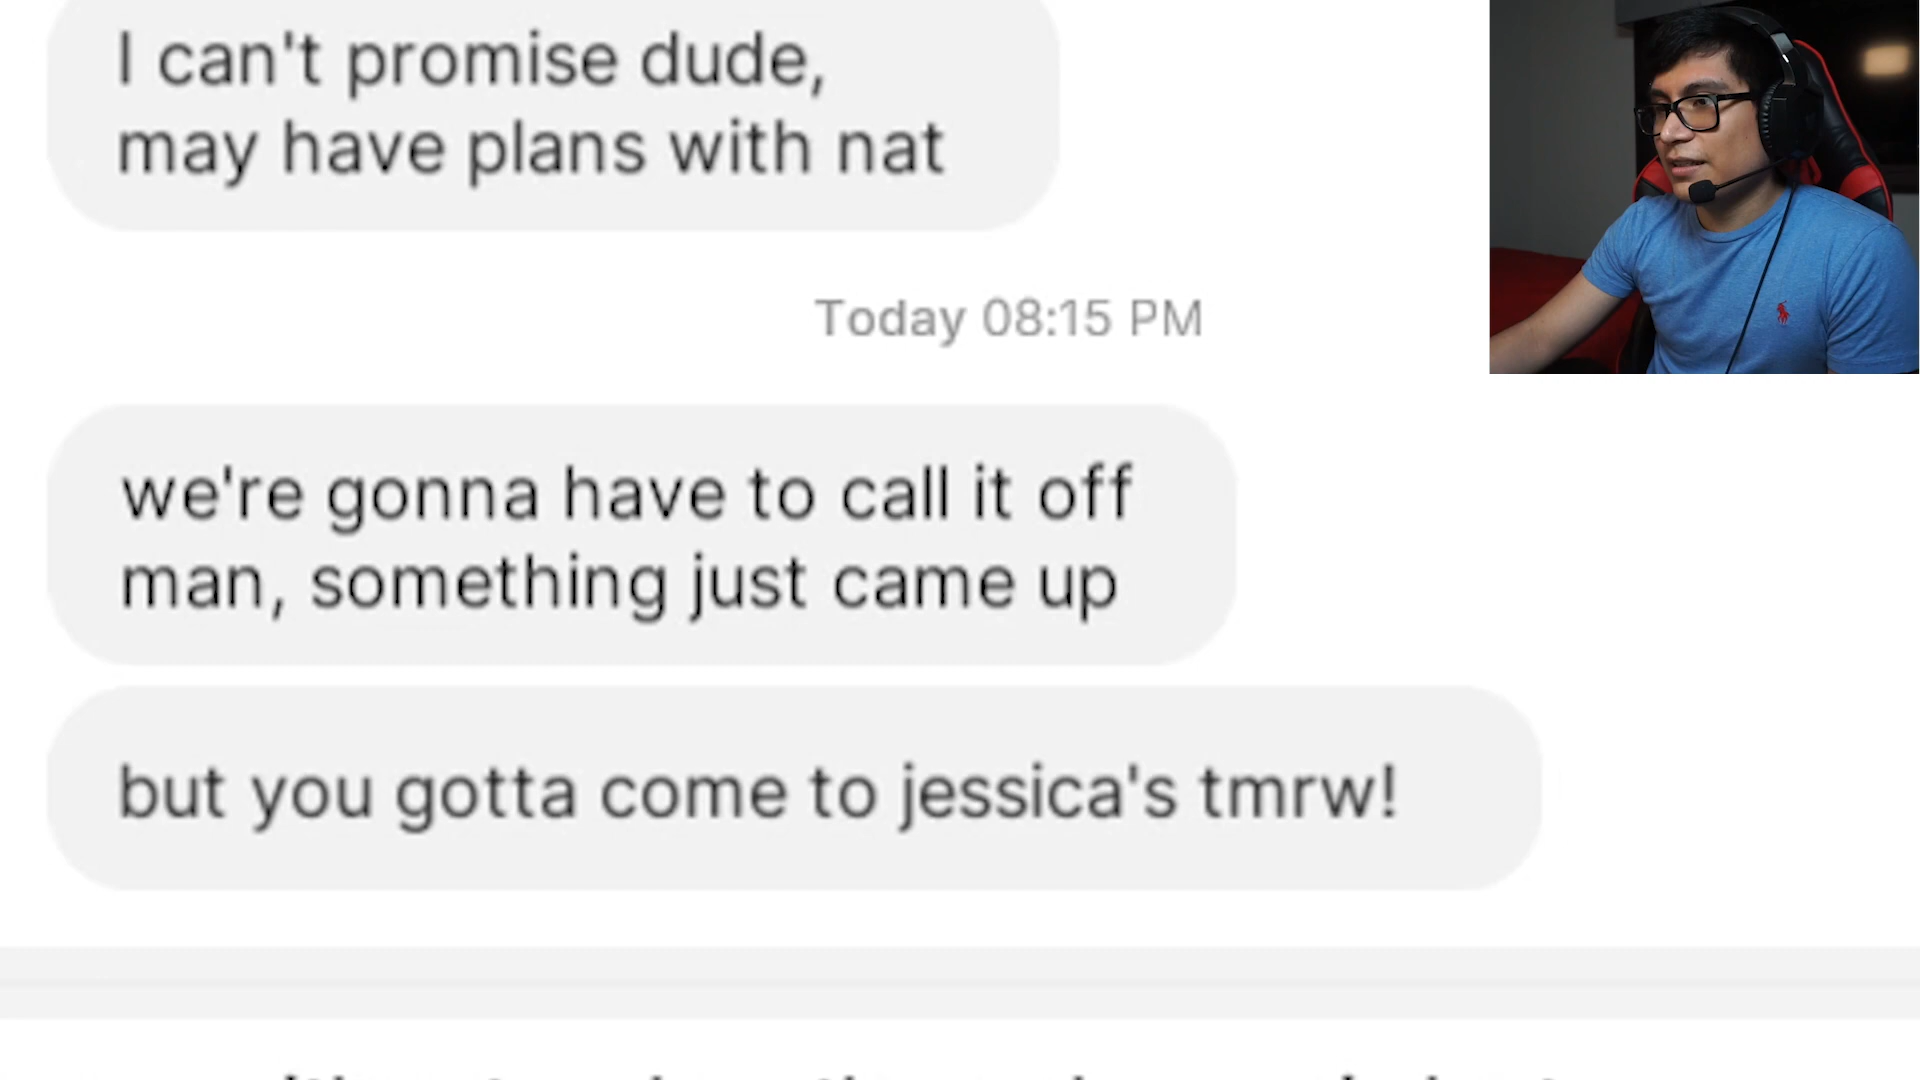 I can't promise dude,
may have plans with nat
Today 08:15 PM
we're gonna have to call it off
man, something just came up
but you gotta come to jessica's tmrw!